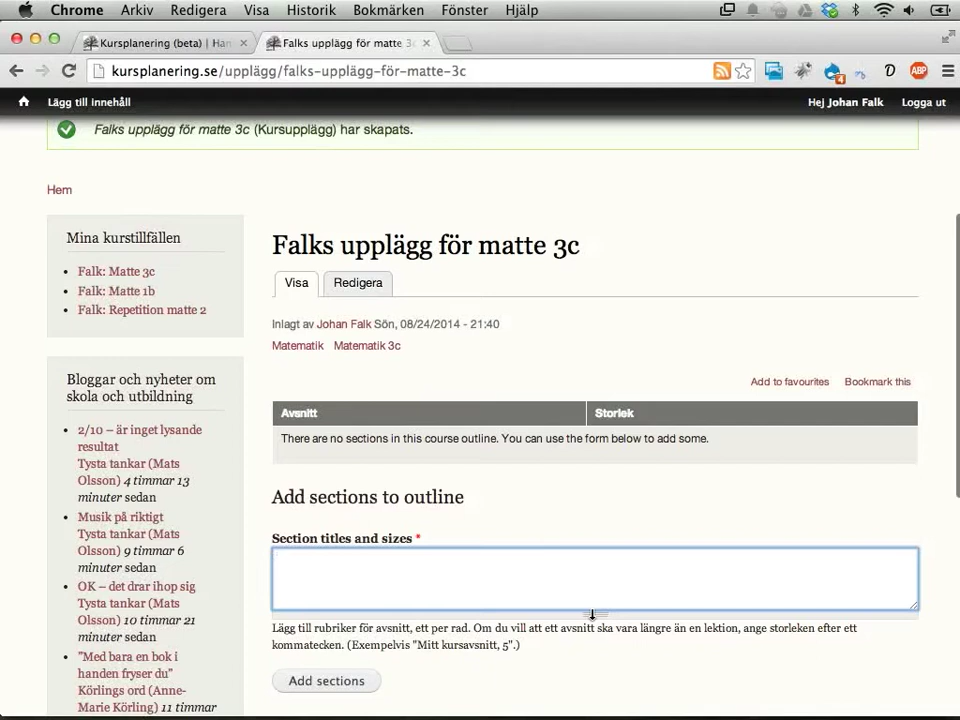 Chrome Arkiv Redigera Visa Historik Bokmärken Fönster Hjälp
Kursplanering (beta) | Han
Falks upplägg för matte 3c
kursplanering.se/upplägg/falks-upplägg-för-matte-3c
4
ABP
Lägg till innehåll
Hej Johan Falk Logga ut
Falks upplägg för matte 3c (Kursupplägg) har skapats.
Hem
Mina kurstillfällen
Falk: Matte 3c
Falk: Matte 1b
Falk: Repetition matte 2
Bloggar och nyheter om
skola och utbildning
2/10 – är inget lysande
resultat
Tysta tankar (Mats
Olsson) 4 timmar 13
minuter sedan
Musik på riktigt
Tysta tankar (Mats
Olsson) 9 timmar 6
minuter sedan
OK – det drar ihop sig
Tysta tankar (Mats
Olsson) 10 timmar 21
minuter sedan
"Med bara en bok i
handen fryser du"
Körlings ord (Anne-
Marie Körling) 11 timmar
Falks upplägg för matte 3c
Visa Redigera
Inlagt av Johan Falk Sön, 08/24/2014 - 21:40
Matematik Matematik 3c
Add to favourites Bookmark this
Avsnitt Storlek
There are no sections in this course outline. You can use the form below to add some.
Add sections to outline
Section titles and sizes *
Lägg till rubriker för avsnitt, ett per rad. Om du vill att ett avsnitt ska vara längre än en lektion, ange storleken efter ett
kommatecken. (Exempelvis "Mitt kursavsnitt, 5".)
Add sections